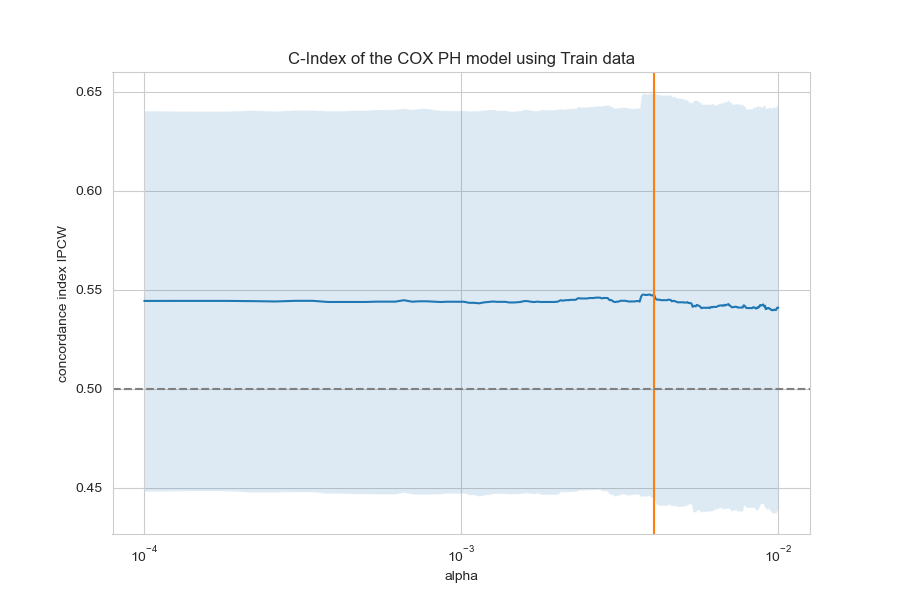 C-Index of the COX PH model using Train data
0.65
0.60
0.55
0.50
0.45
concordance index IPCW
10⁻⁴
10⁻³
10⁻²
alpha